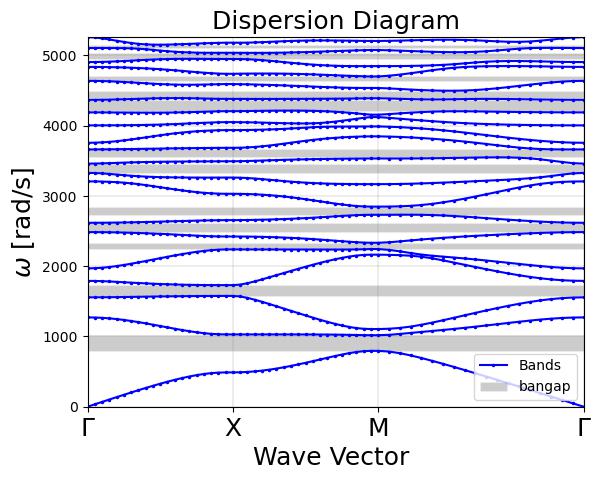 Dispersion Diagram
5000
4000
3000
2000
1000
0
ω [rad/s]
Bands
bangap
Γ X M Γ
Wave Vector